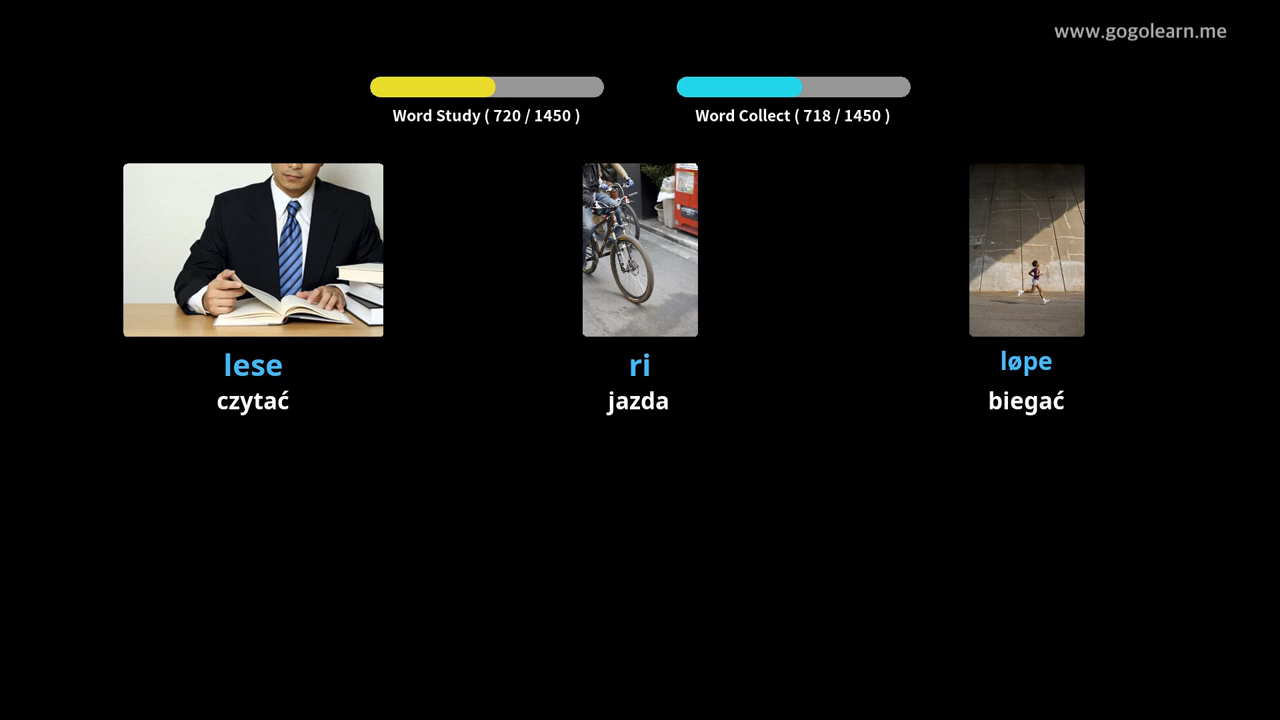 www.gogolearn.me
Word Study ( 720 / 1450 )
Word Collect ( 718 / 1450 )
lese
czytać
ri
jazda
løpe
biegać